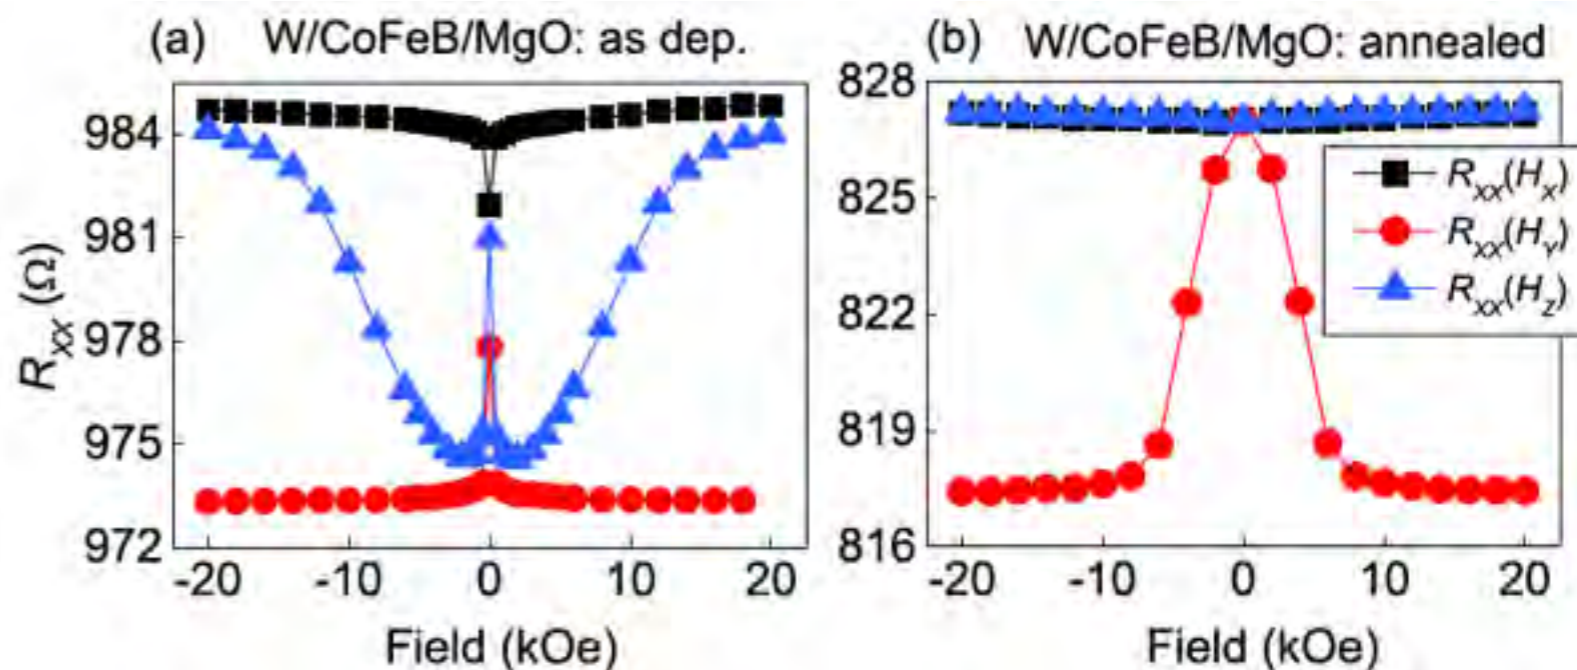 (a) W/CoFeB/MgO: as dep.
984
981
978
975
972
Rxx (Ω)
-20 -10 0 10 20
Field (kOe)
(b) W/CoFeB/MgO: annealed
828
825
822
819
816
Rxx(Hx)
Rxx(HY)
Rxx(HZ)
-20 -10 0 10 20
Field (kOe)